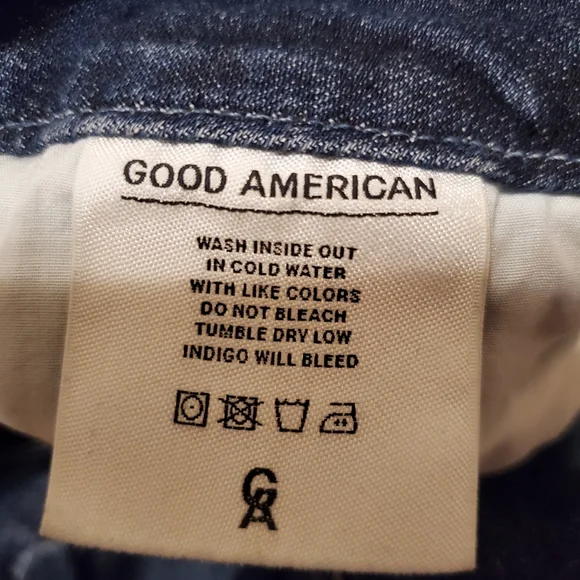 GOOD AMERICAN
WASH INSIDE OUT
IN COLD WATER
WITH LIKE COLORS
DO NOT BLEACH
TUMBLE DRY LOW
INDIGO WILL BLEED
GA